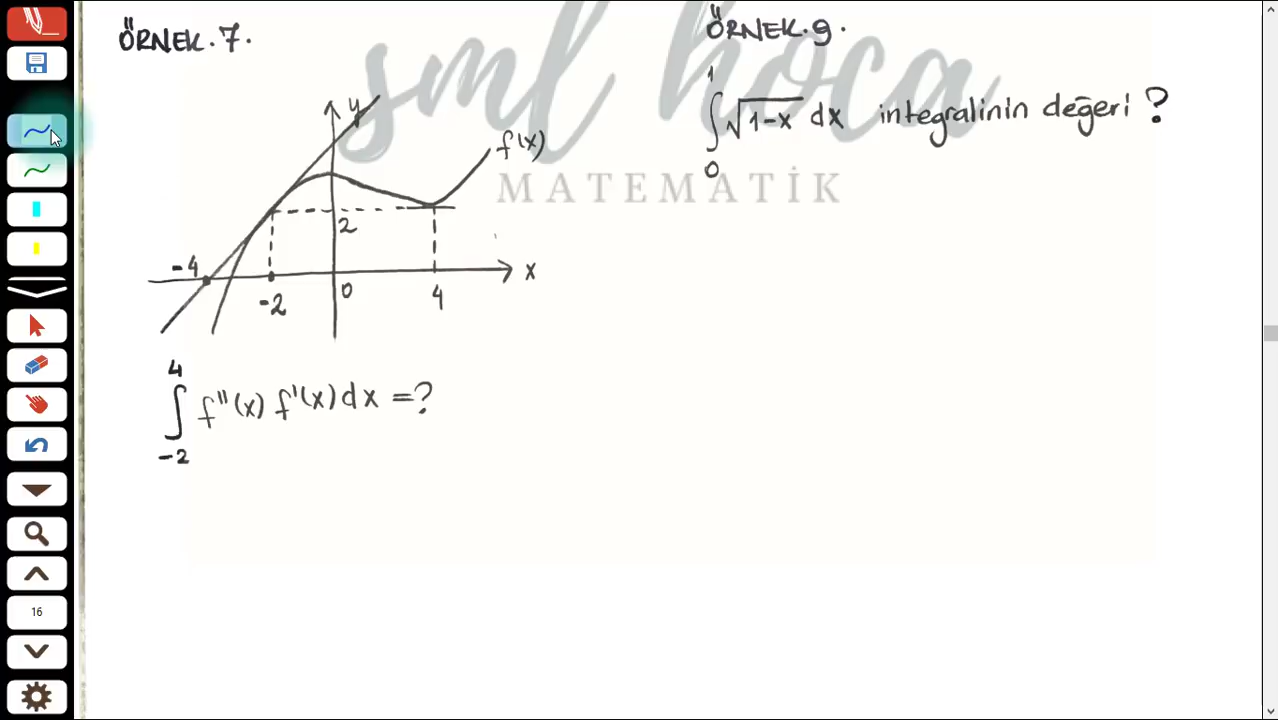 ÖRNEK.7.
y
f(x)
2
-4
-2
0
4
x
4
∫ f''(x) f'(x) dx =?
-2
ÖRNEK.9.
1
∫ √1-x dx integralinin değeri ?
0
sml hoca
MATEMATİK
16